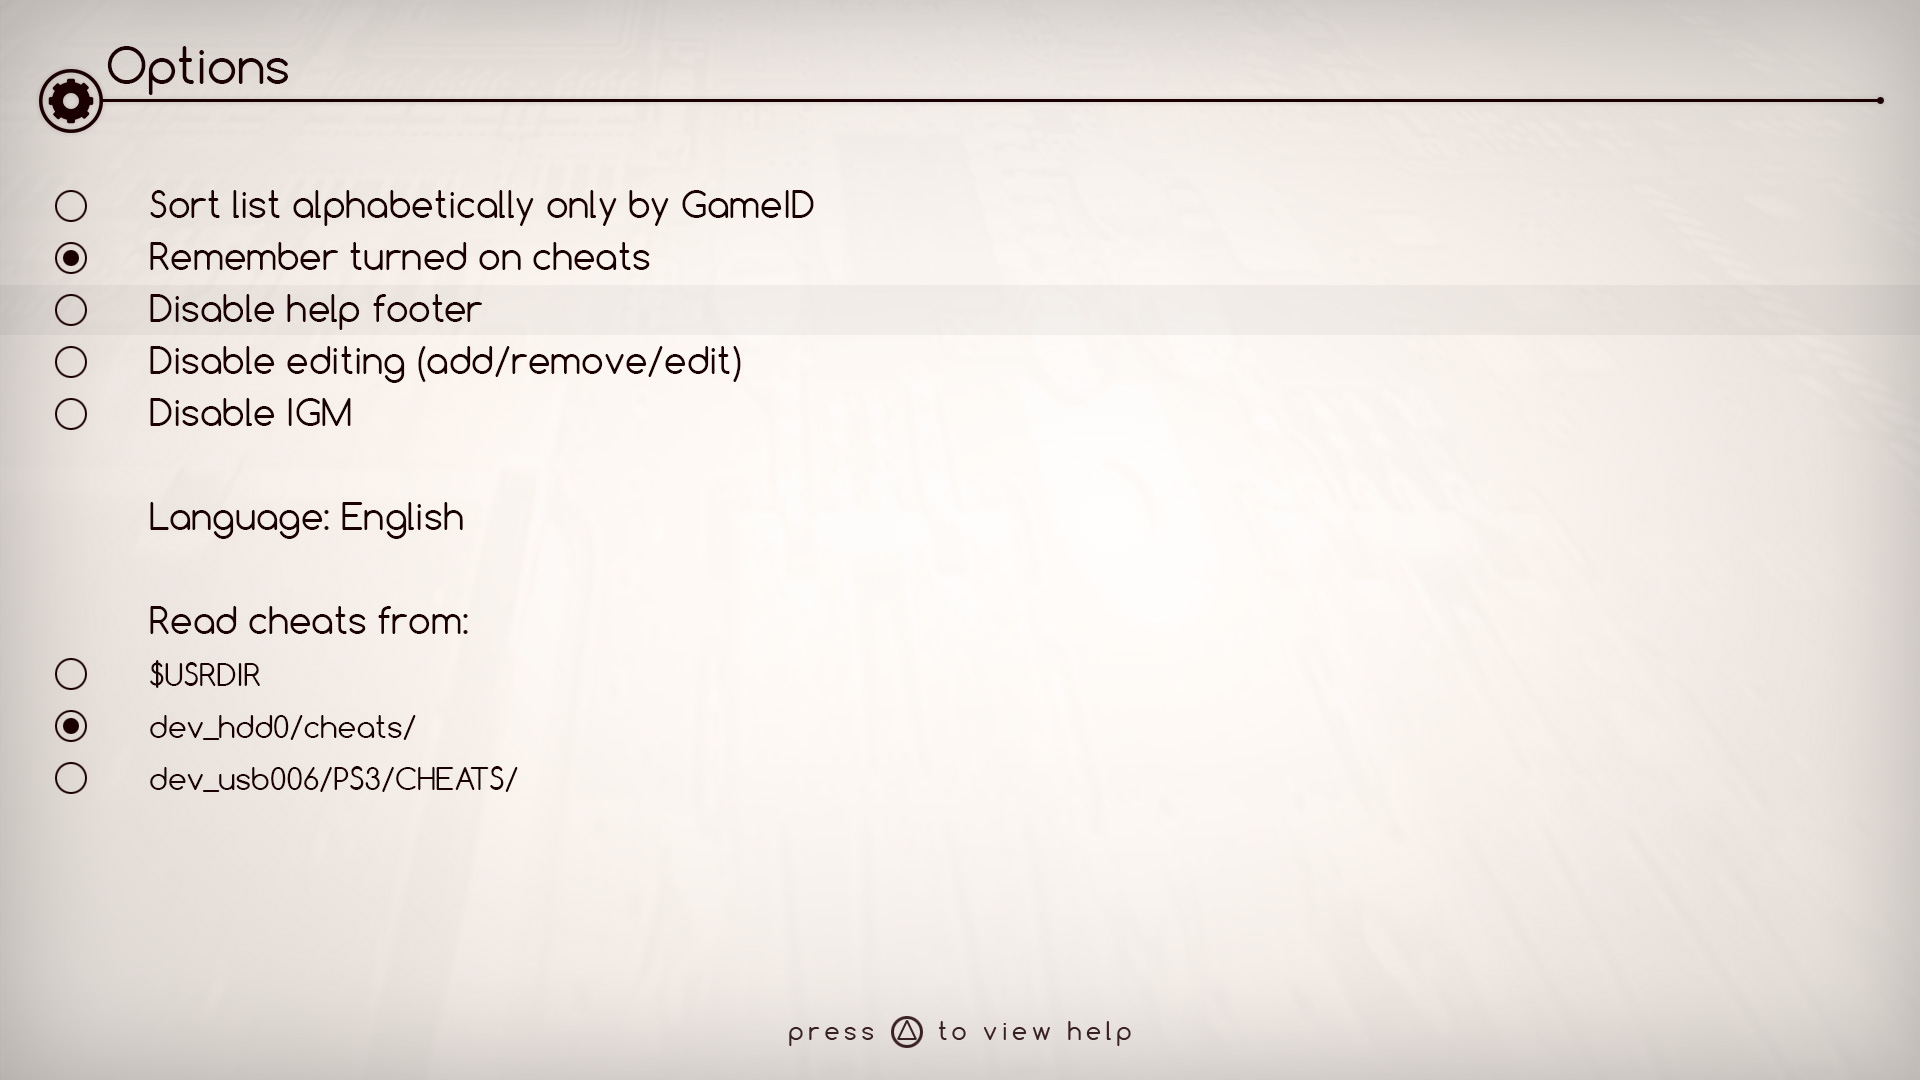 Options
Sort list alphabetically only by GameID
Remember turned on cheats
Disable help footer
Disable editing (add/remove/edit)
Disable IGM
Language: English
Read cheats from:
$USRDIR
dev_hdd0/cheats/
dev_usb006/PS3/CHEATS/
press to view help